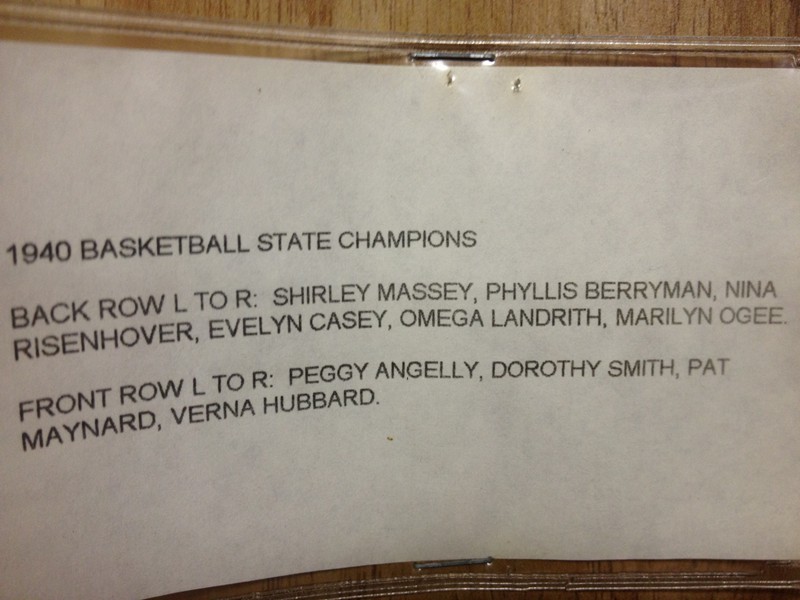 1940 BASKETBALL STATE CHAMPIONS
BACK ROW L TO R: SHIRLEY MASSEY, PHYLLIS BERRYMAN, NINA
RISENHOVER, EVELYN CASEY, OMEGA LANDRITH, MARILYN OGEE.
FRONT ROW L TO R: PEGGY ANGELLY, DOROTHY SMITH, PAT
MAYNARD, VERNA HUBBARD.